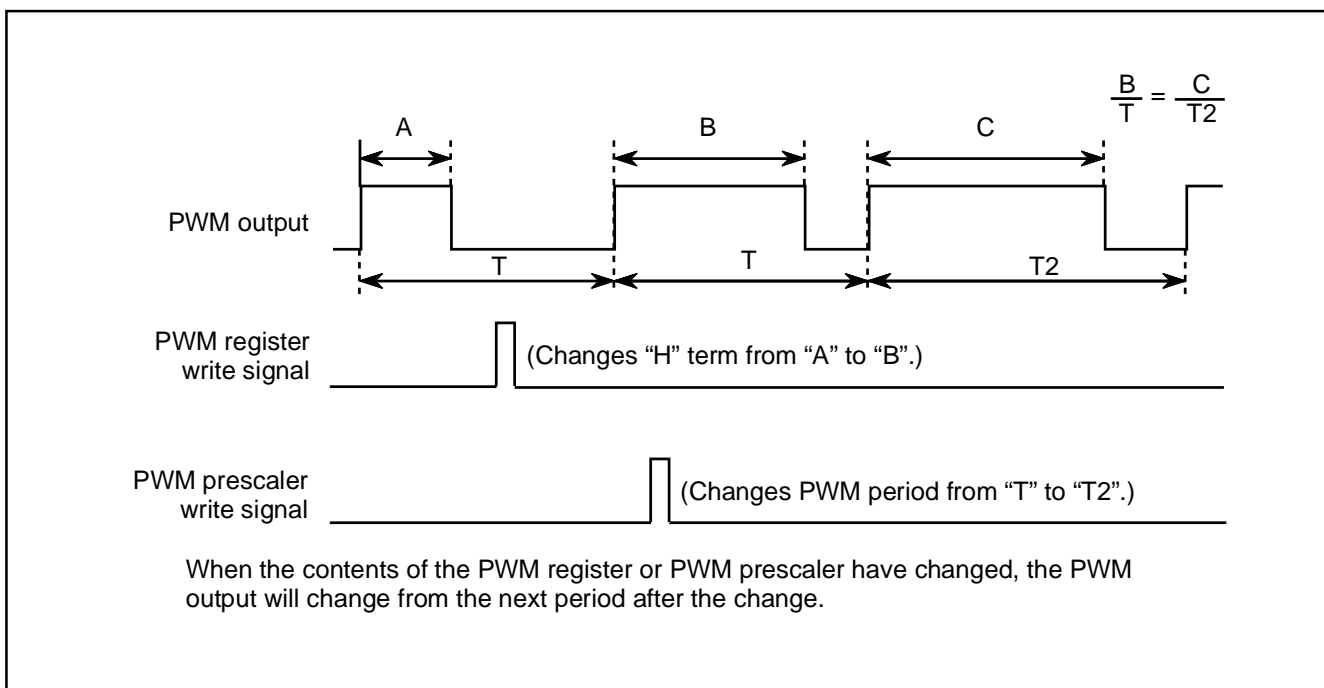 B C
— = —
T T2
A B C
PWM output
T T T2
PWM register
write signal
(Changes “H” term from “A” to “B”.)
PWM prescaler
write signal
(Changes PWM period from “T” to “T2”.)
When the contents of the PWM register or PWM prescaler have changed, the PWM
output will change from the next period after the change.